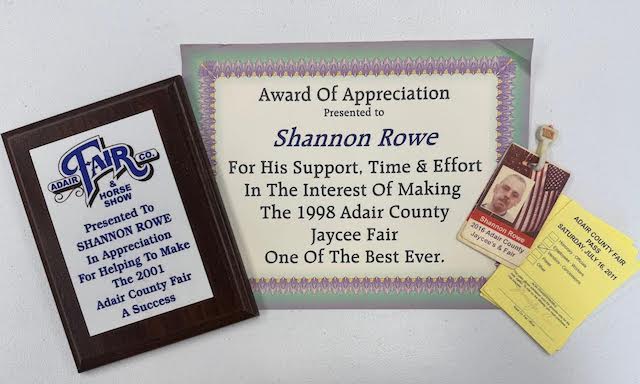 ADAIR FAIR CO.
& HORSE
SHOW
Presented To
SHANNON ROWE
In Appreciation
For Helping To Make
The 2001
Adair County Fair
A Success
Award Of Appreciation
Presented to
Shannon Rowe
For His Support, Time & Effort
In The Interest Of Making
The 1998 Adair County
Jaycee Fair
One Of The Best Ever.
Shannon Rowe
2016 Adair County
Jaycee's & Fair
ADAIR COUNTY FAIR
PASS
SATURDAY, JULY 16, 2011
Other